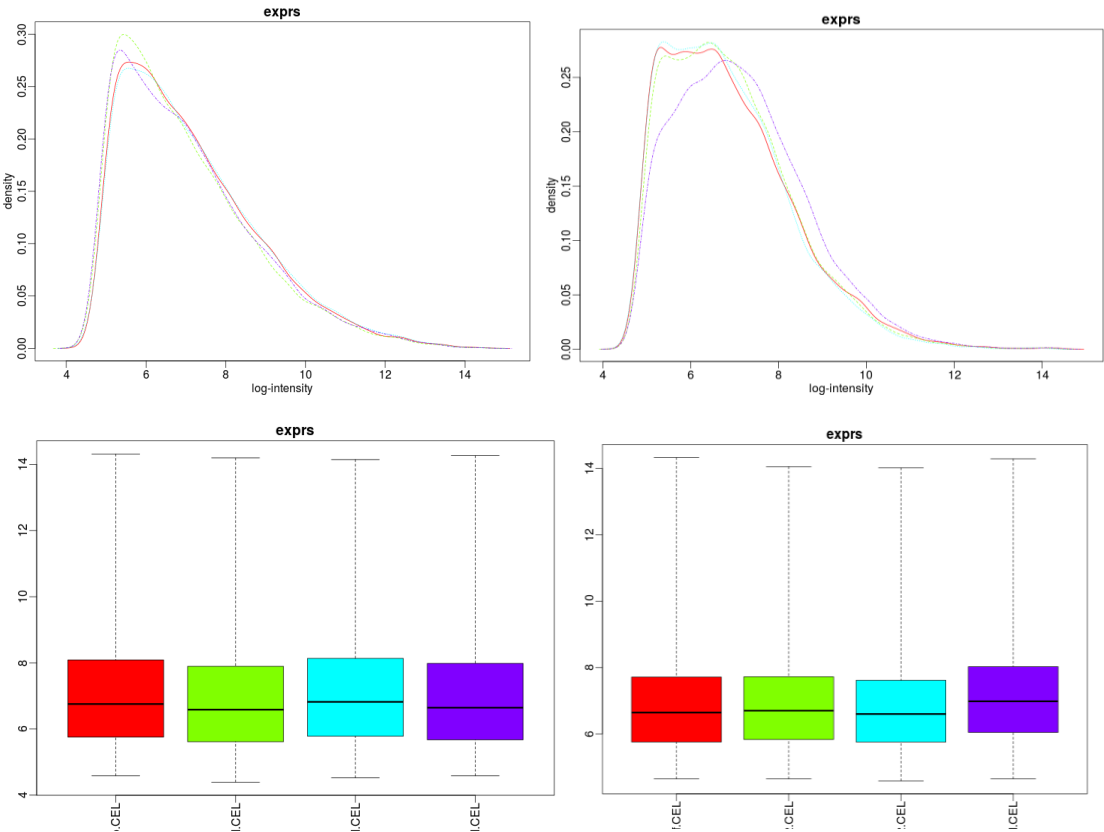 exprs
density
0.00 0.05 0.10 0.15 0.20 0.25 0.30
4 6 8 10 12 14
log-intensity
exprs
density
0.00 0.05 0.10 0.15 0.20 0.25
4 6 8 10 12 14
log-intensity
exprs
4 6 8 10 12 14
.CEL
.CEL
.CEL
.CEL
exprs
6 8 10 12 14
.CEL
.CEL
.CEL
.CEL